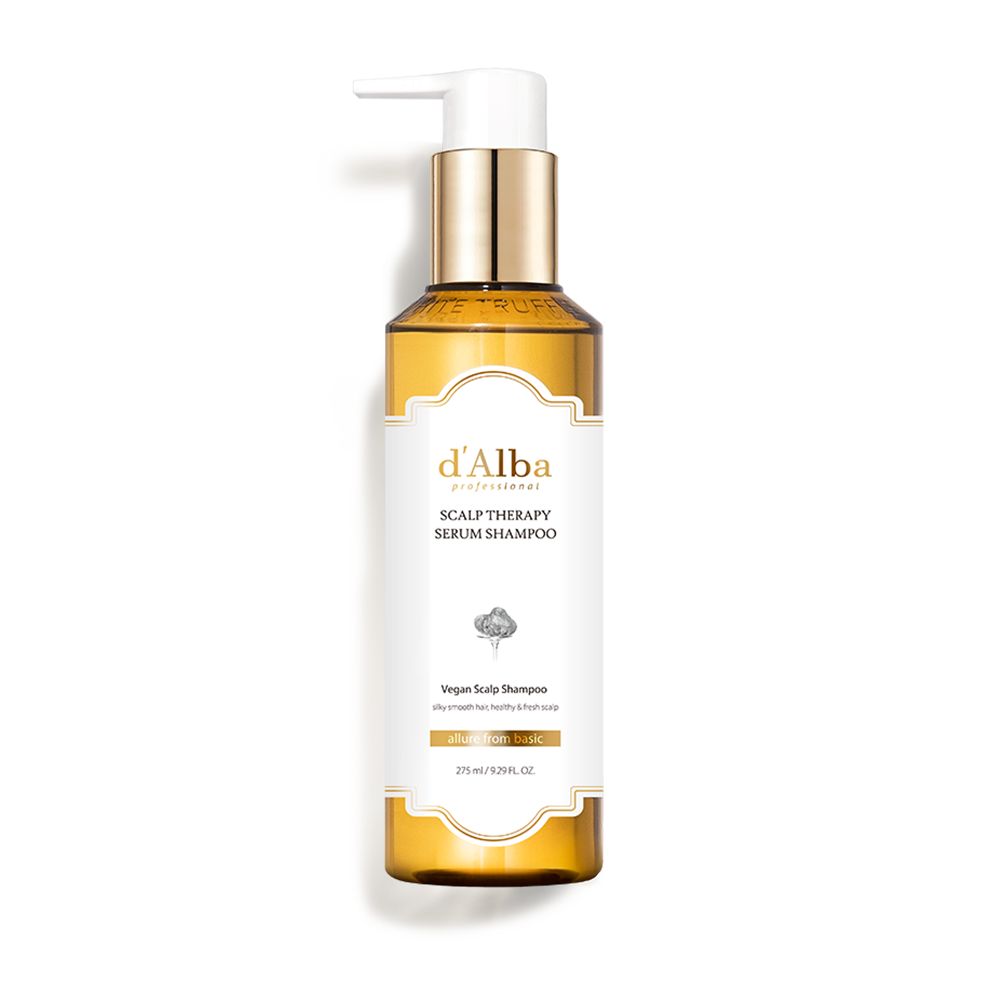 d'Alba
professional
SCALP THERAPY
SERUM SHAMPOO
Vegan Scalp Shampoo
silky smooth hair, healthy & fresh scalp
allure from basic
275 ml / 9.29 FL. OZ.